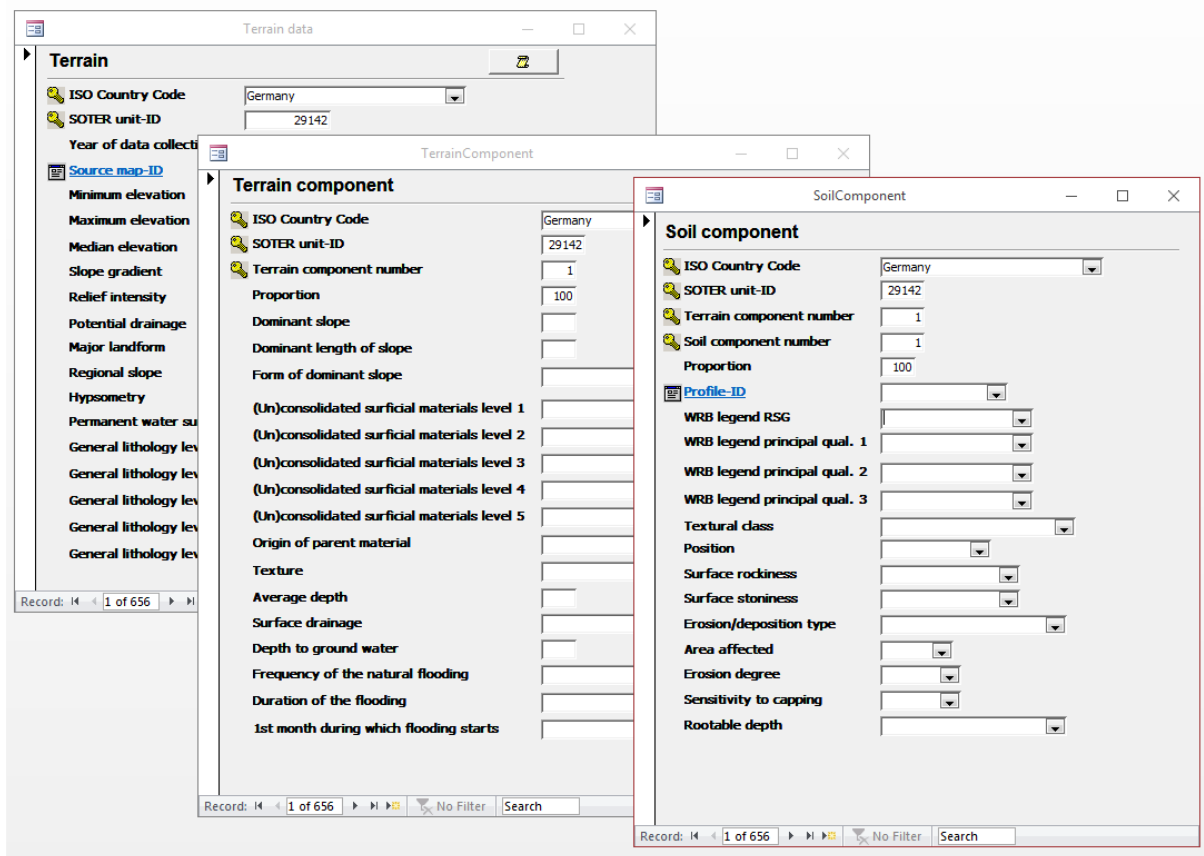 Terrain data
Terrain
ISO Country Code Germany
SOTER unit-ID 29142
Year of data collecti
Source map-ID
Minimum elevation
Maximum elevation
Median elevation
Slope gradient
Relief intensity
Potential drainage
Major landform
Regional slope
Hypsometry
Permanent water su
General lithology lev
General lithology lev
General lithology lev
General lithology lev
General lithology lev
Record: 1 of 656
TerrainComponent
Terrain component
ISO Country Code Germany
SOTER unit-ID 29142
Terrain component number 1
Proportion 100
Dominant slope
Dominant length of slope
Form of dominant slope
(Un)consolidated surficial materials level 1
(Un)consolidated surficial materials level 2
(Un)consolidated surficial materials level 3
(Un)consolidated surficial materials level 4
(Un)consolidated surficial materials level 5
Origin of parent material
Texture
Average depth
Surface drainage
Depth to ground water
Frequency of the natural flooding
Duration of the flooding
1st month during which flooding starts
Record: 1 of 656 No Filter Search
SoilComponent
Soil component
ISO Country Code Germany
SOTER unit-ID 29142
Terrain component number 1
Soil component number 1
Proportion 100
Profile-ID
WRB legend RSG
WRB legend principal qual. 1
WRB legend principal qual. 2
WRB legend principal qual. 3
Textural class
Position
Surface rockiness
Surface stoniness
Erosion/deposition type
Area affected
Erosion degree
Sensitivity to capping
Rootable depth
Record: 1 of 656 No Filter Search